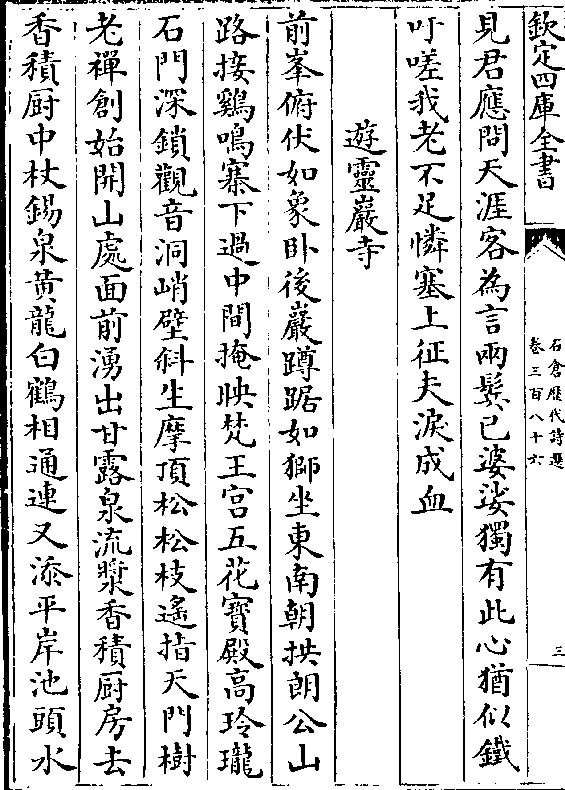 欽定四庫全書
石倉歷代詩選
卷三百八十六
三
見君應問天涯客為言兩鬂已婆娑獨有此心猶似鐵
吁嗟我老不足憐塞上征夫淚成血
遊靈巖寺
前峯俯伏如象卧後巖蹲踞如獅坐東南朝拱朗公山
路接鷄鳴寨下過中間掩映梵王宮五花寳殿高玲瓏
石門深鎖觀音洞峭壁斜生摩頂松松枝遙指天門樹
老禪創始開山處面前湧出甘露泉流漿香積厨房去
香積厨中杖錫泉黄龍白鶴相通連又添平岸池頭水